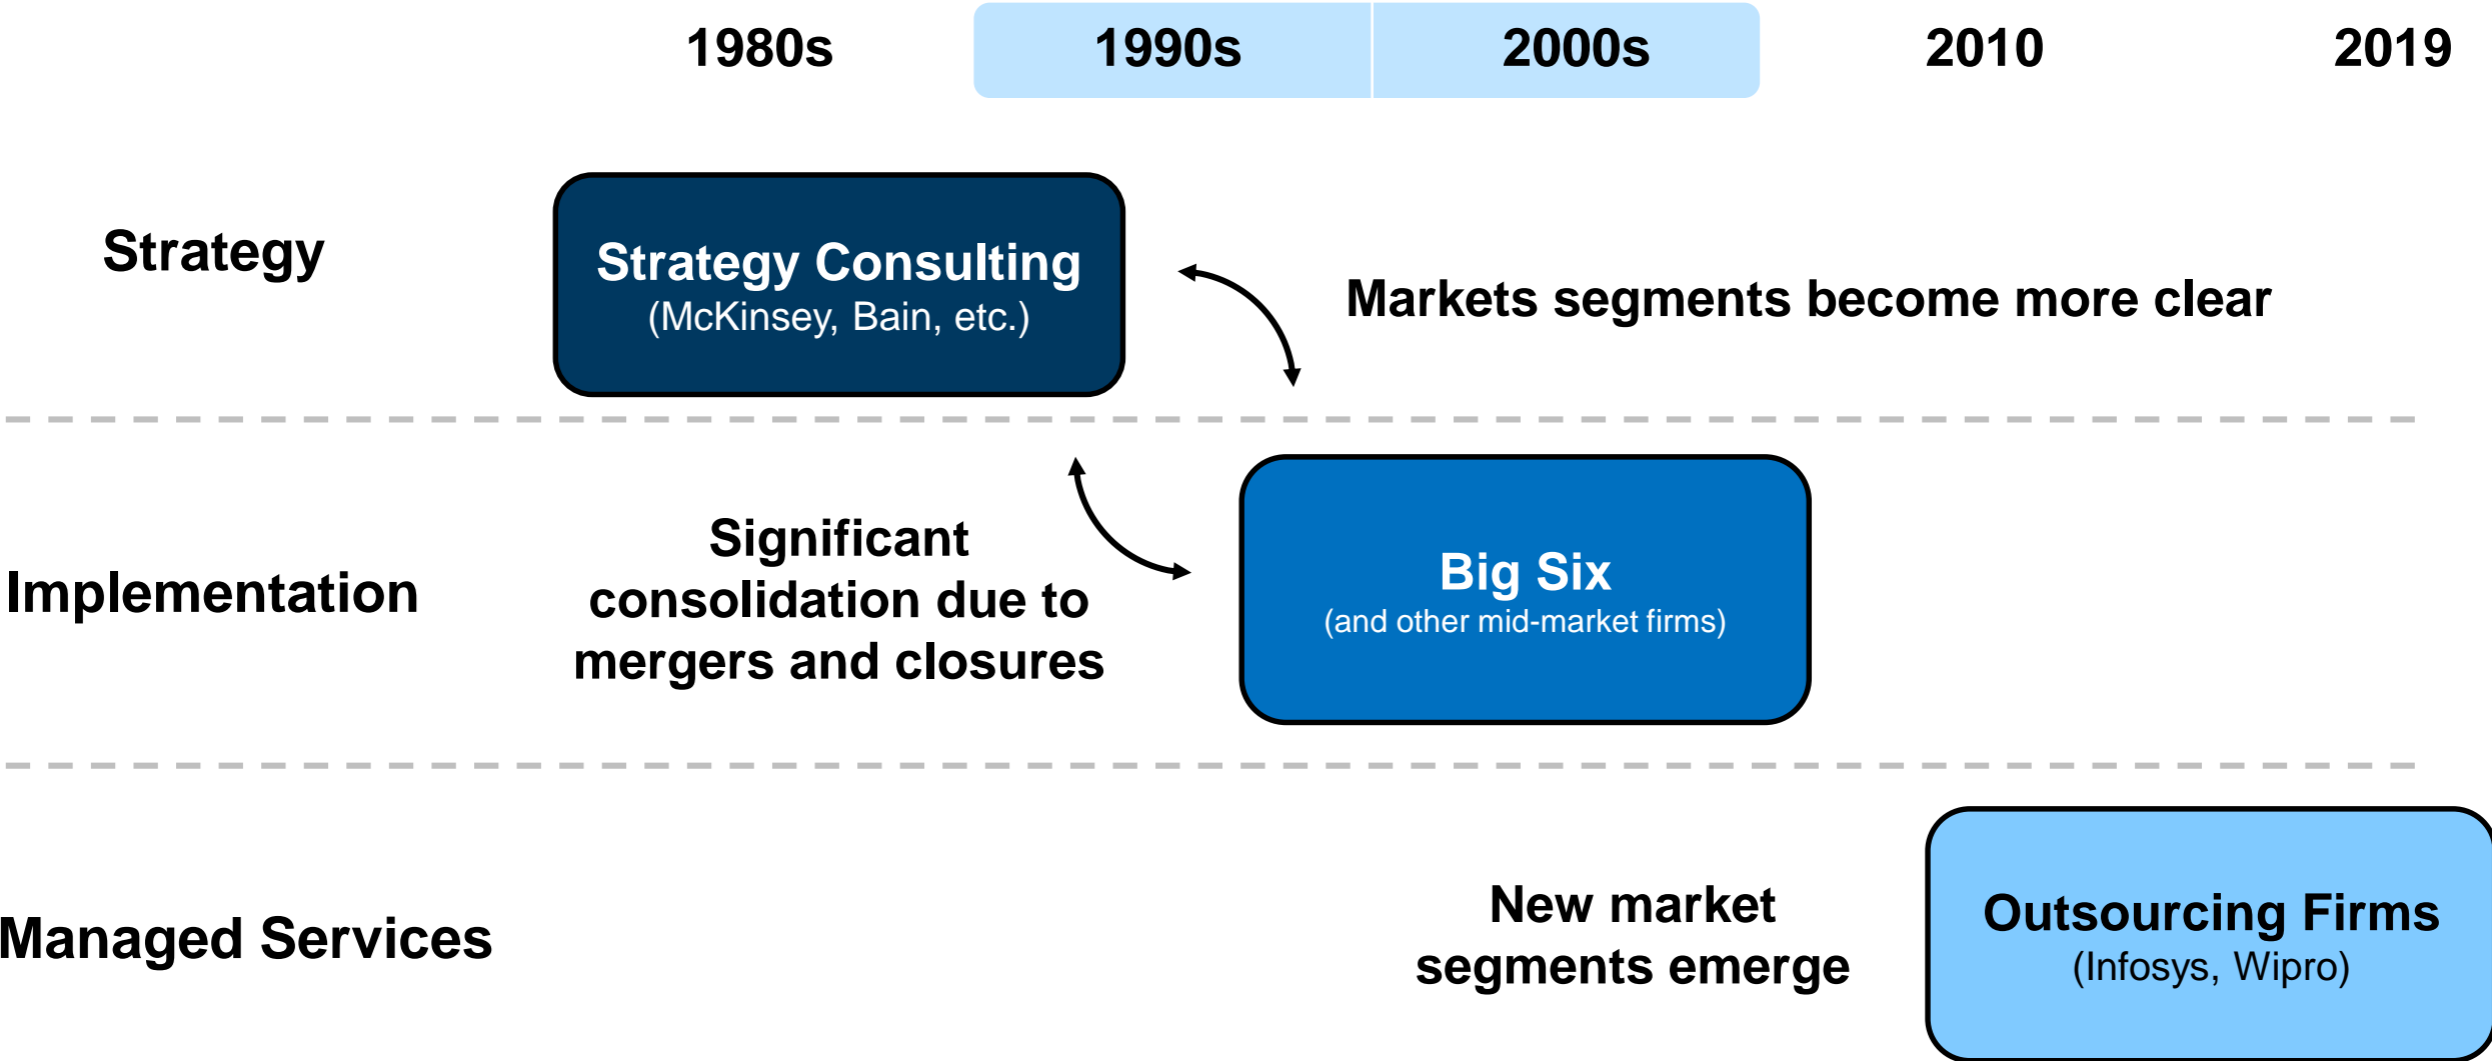 1980s 1990s 2000s 2010 2019
Strategy
Strategy Consulting
(McKinsey, Bain, etc.)
Markets segments become more clear
Implementation
Significant
consolidation due to
mergers and closures
Big Six
(and other mid-market firms)
Managed Services
New market
segments emerge
Outsourcing Firms
(Infosys, Wipro)